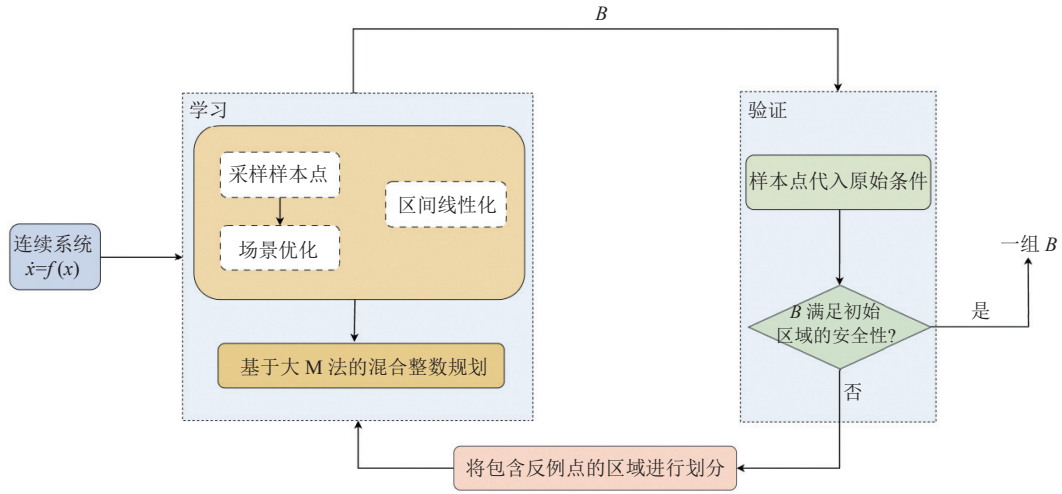 B
学习
验证
采样样本点
区间线性化
场景优化
样本点代入原始条件
连续系统
ẋ=f(x)
一组 B
B 满足初始
区域的安全性?
是
基于大 M 法的混合整数规划
否
将包含反例点的区域进行划分